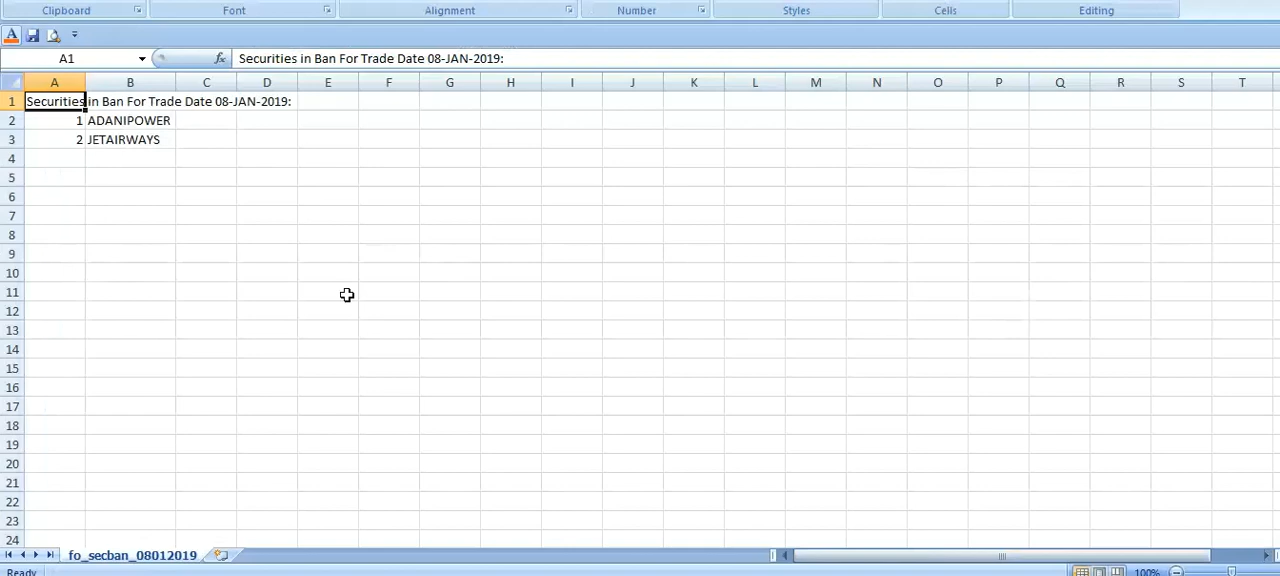 Clipboard Font Alignment Number Styles Cells Editing
A
A1 fx Securities in Ban For Trade Date 08-JAN-2019:
A B C D E F G H I J K L M N O P Q R S T
1 Securities in Ban For Trade Date 08-JAN-2019:
2 1 ADANIPOWER
3 2 JETAIRWAYS
4
5
6
7
8
9
10
11
12
13
14
15
16
17
18
19
20
21
22
23
24
fo_secban_08012019
Ready 100%